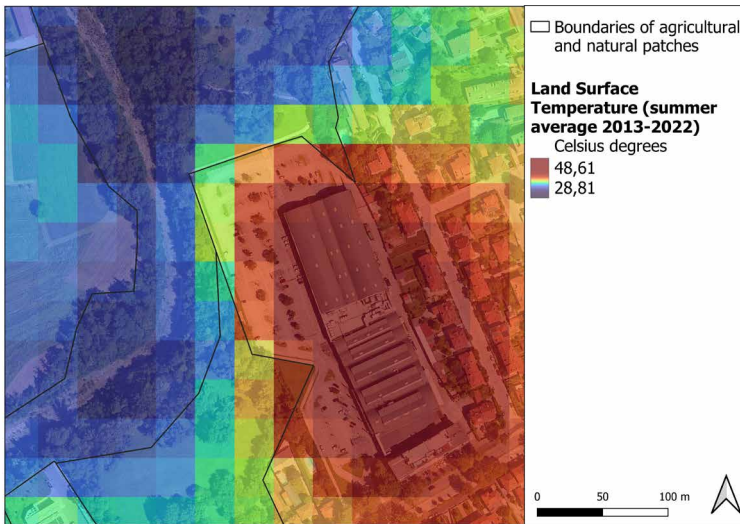 Boundaries of agricultural
and natural patches
Land Surface
Temperature (summer
average 2013-2022)
Celsius degrees
48,61
28,81
0 50 100 m